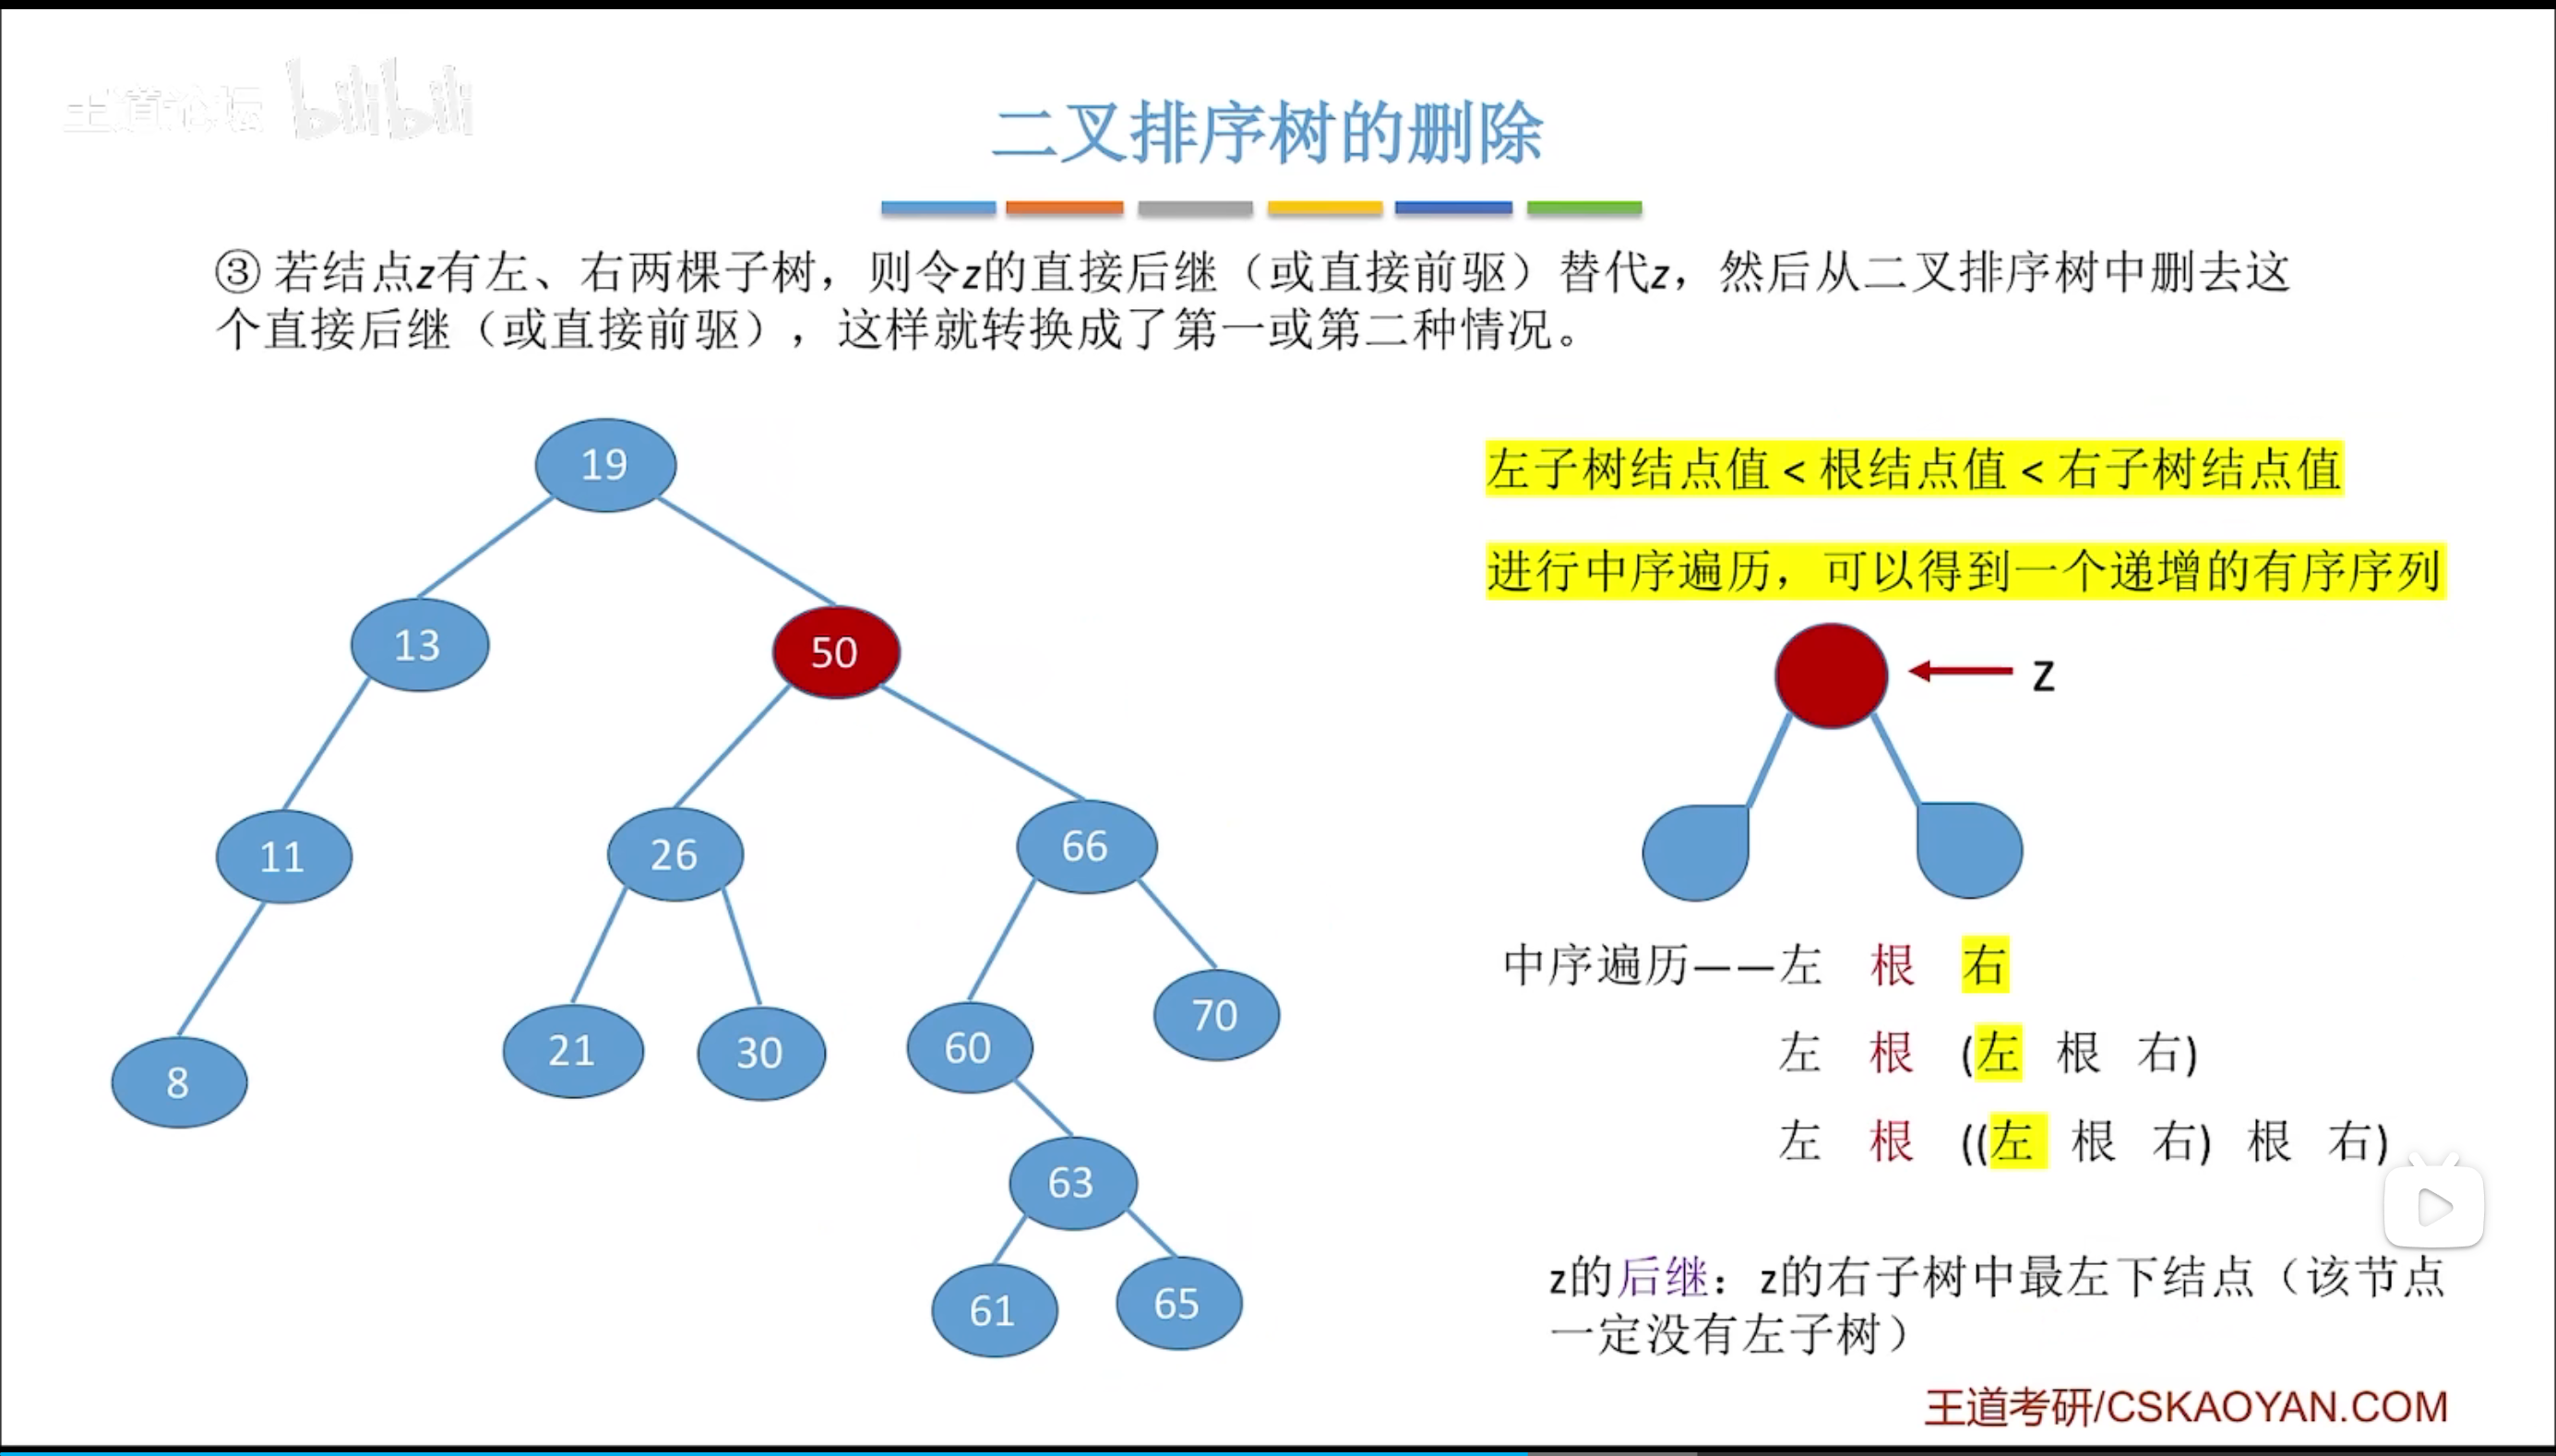 王道论坛 bilibili
二叉排序树的删除
③ 若结点z有左、右两棵子树，则令z的直接后继（或直接前驱）替代z，然后从二叉排序树中删去这
个直接后继（或直接前驱），这样就转换成了第一或第二种情况。
19
左子树结点值 < 根结点值 < 右子树结点值
进行中序遍历，可以得到一个递增的有序序列
13
50
z
11
26
66
中序遍历——左 根 右
21
30
60
70
左 根 (左 根 右)
8
左 根 ((左 根 右) 根 右)
63
61
65
z的后继：z的右子树中最左下结点（该节点
一定没有左子树）
王道考研/CSKAOYAN.COM